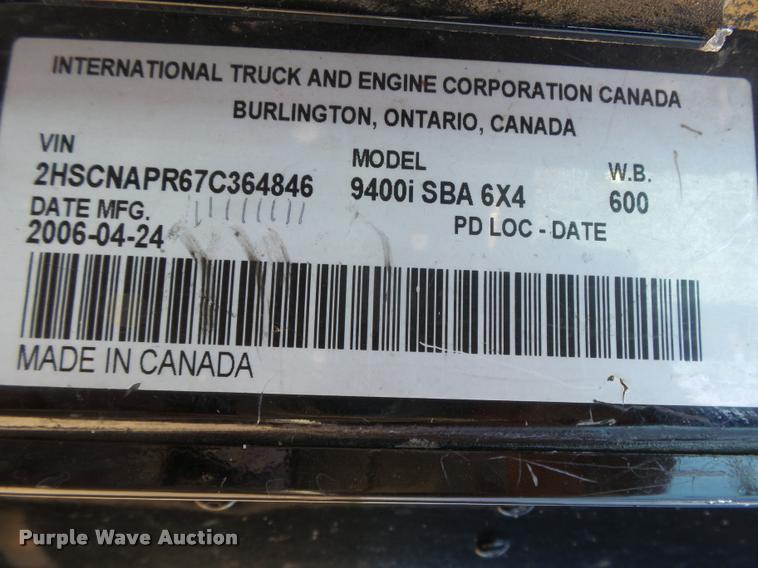 INTERNATIONAL TRUCK AND ENGINE CORPORATION CANADA
BURLINGTON, ONTARIO, CANADA
VIN MODEL W.B.
2HSCNAPR67C364846 9400i SBA 6X4 600
DATE MFG. PD LOC - DATE
2006-04-24
MADE IN CANADA
Purple Wave Auction